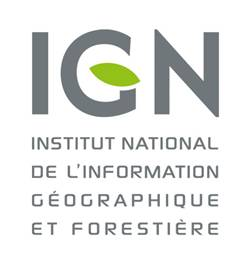 IGN
INSTITUT NATIONAL
DE L'INFORMATION
GÉOGRAPHIQUE
ET FORESTIÈRE